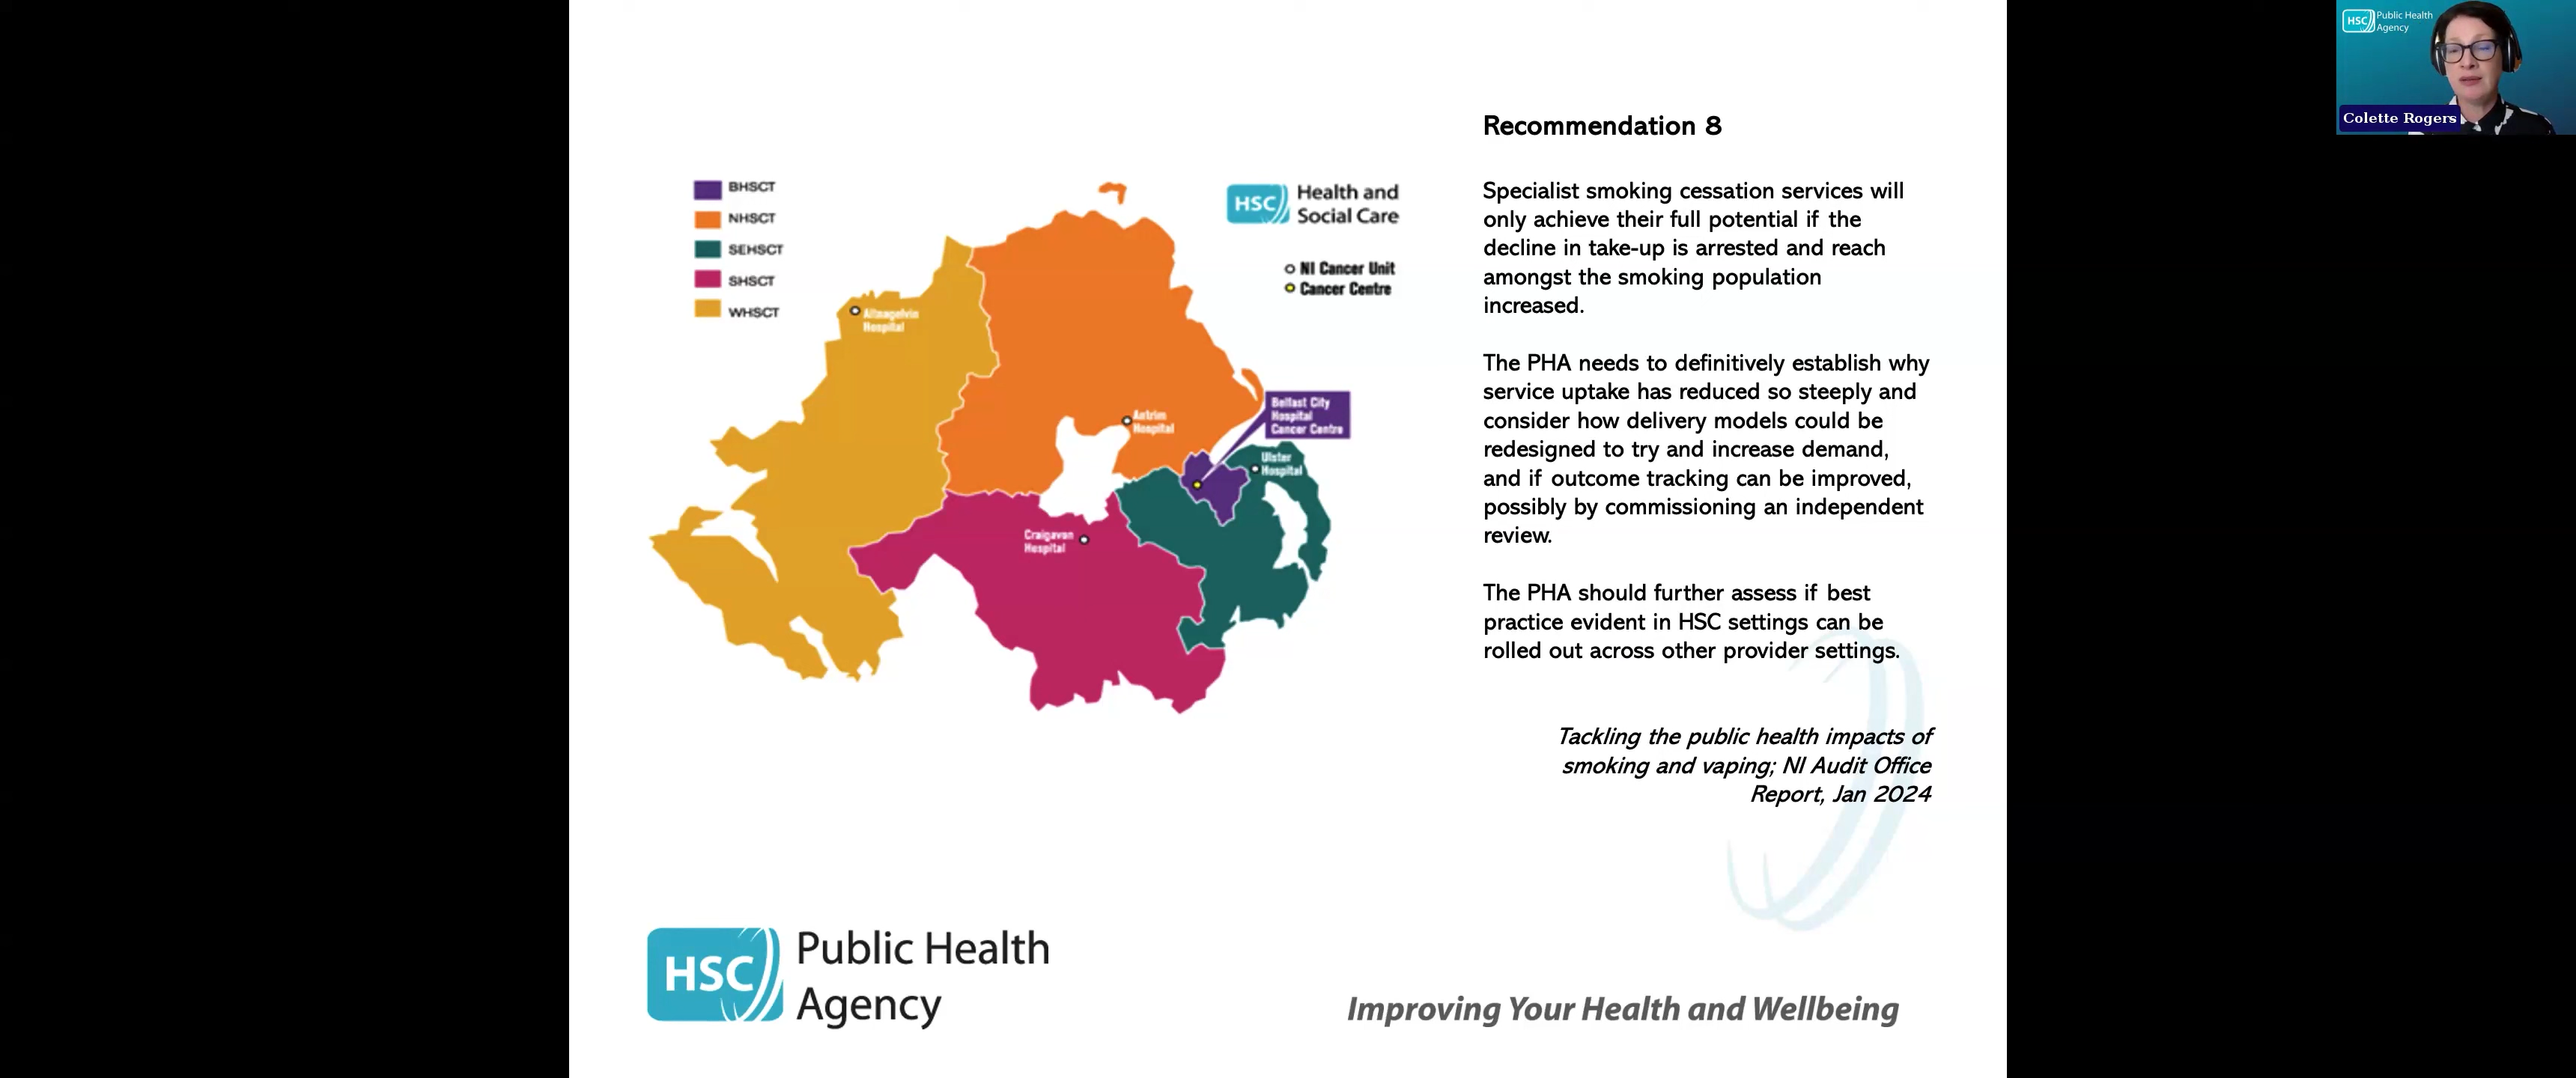 BHSCT
NHSCT
SEHSCT
SHSCT
WHSCT
HSC Health and
Social Care
NI Cancer Unit
Cancer Centre
Altnagelvin
Hospital
Antrim
Hospital
Belfast City
Hospital
Cancer Centre
Ulster
Hospital
Craigavon
Hospital
Recommendation 8
Specialist smoking cessation services will
only achieve their full potential if the
decline in take-up is arrested and reach
amongst the smoking population
increased.
The PHA needs to definitively establish why
service uptake has reduced so steeply and
consider how delivery models could be
redesigned to try and increase demand,
and if outcome tracking can be improved,
possibly by commissioning an independent
review.
The PHA should further assess if best
practice evident in HSC settings can be
rolled out across other provider settings.
Tackling the public health impacts of
smoking and vaping; NI Audit Office
Report, Jan 2024
HSC Public Health
Agency
Improving Your Health and Wellbeing
HSC Public Health
Agency
Colette Rogers